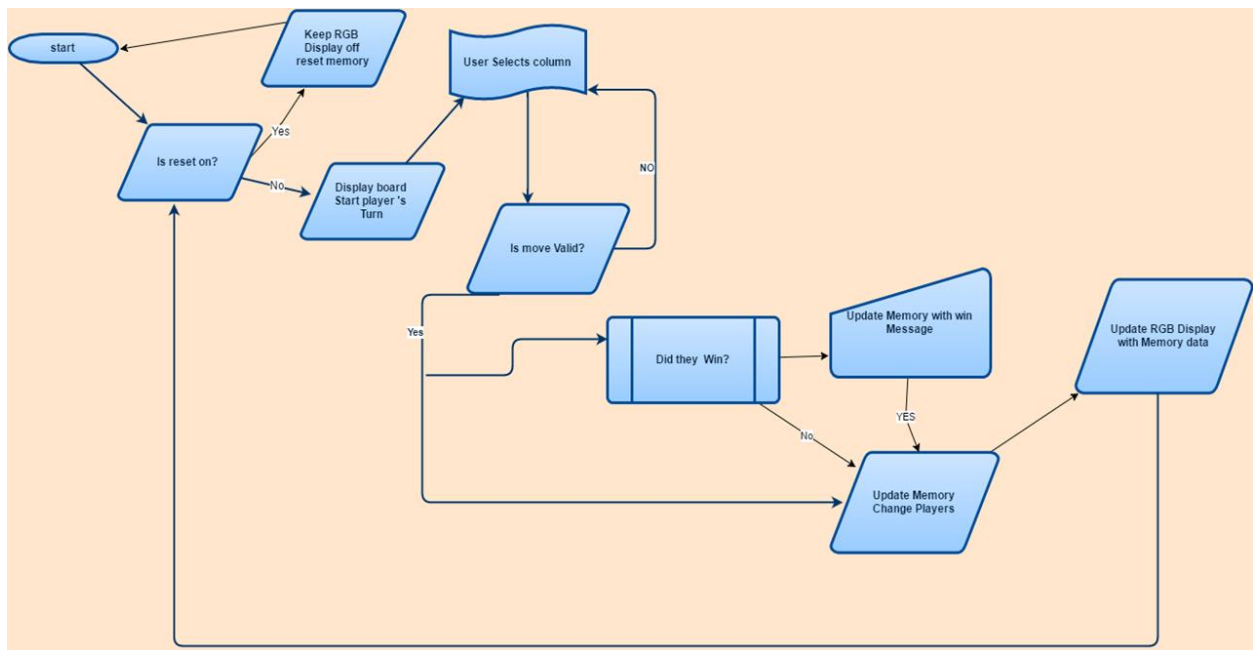 start
Keep RGB
Display off
reset memory
User Selects column
Is reset on?
Yes
No
Display board
Start player 's
Turn
NO
Is move Valid?
Yes
Did they Win?
Update Memory with win
Message
Update RGB Display
with Memory data
No
YES
Update Memory
Change Players